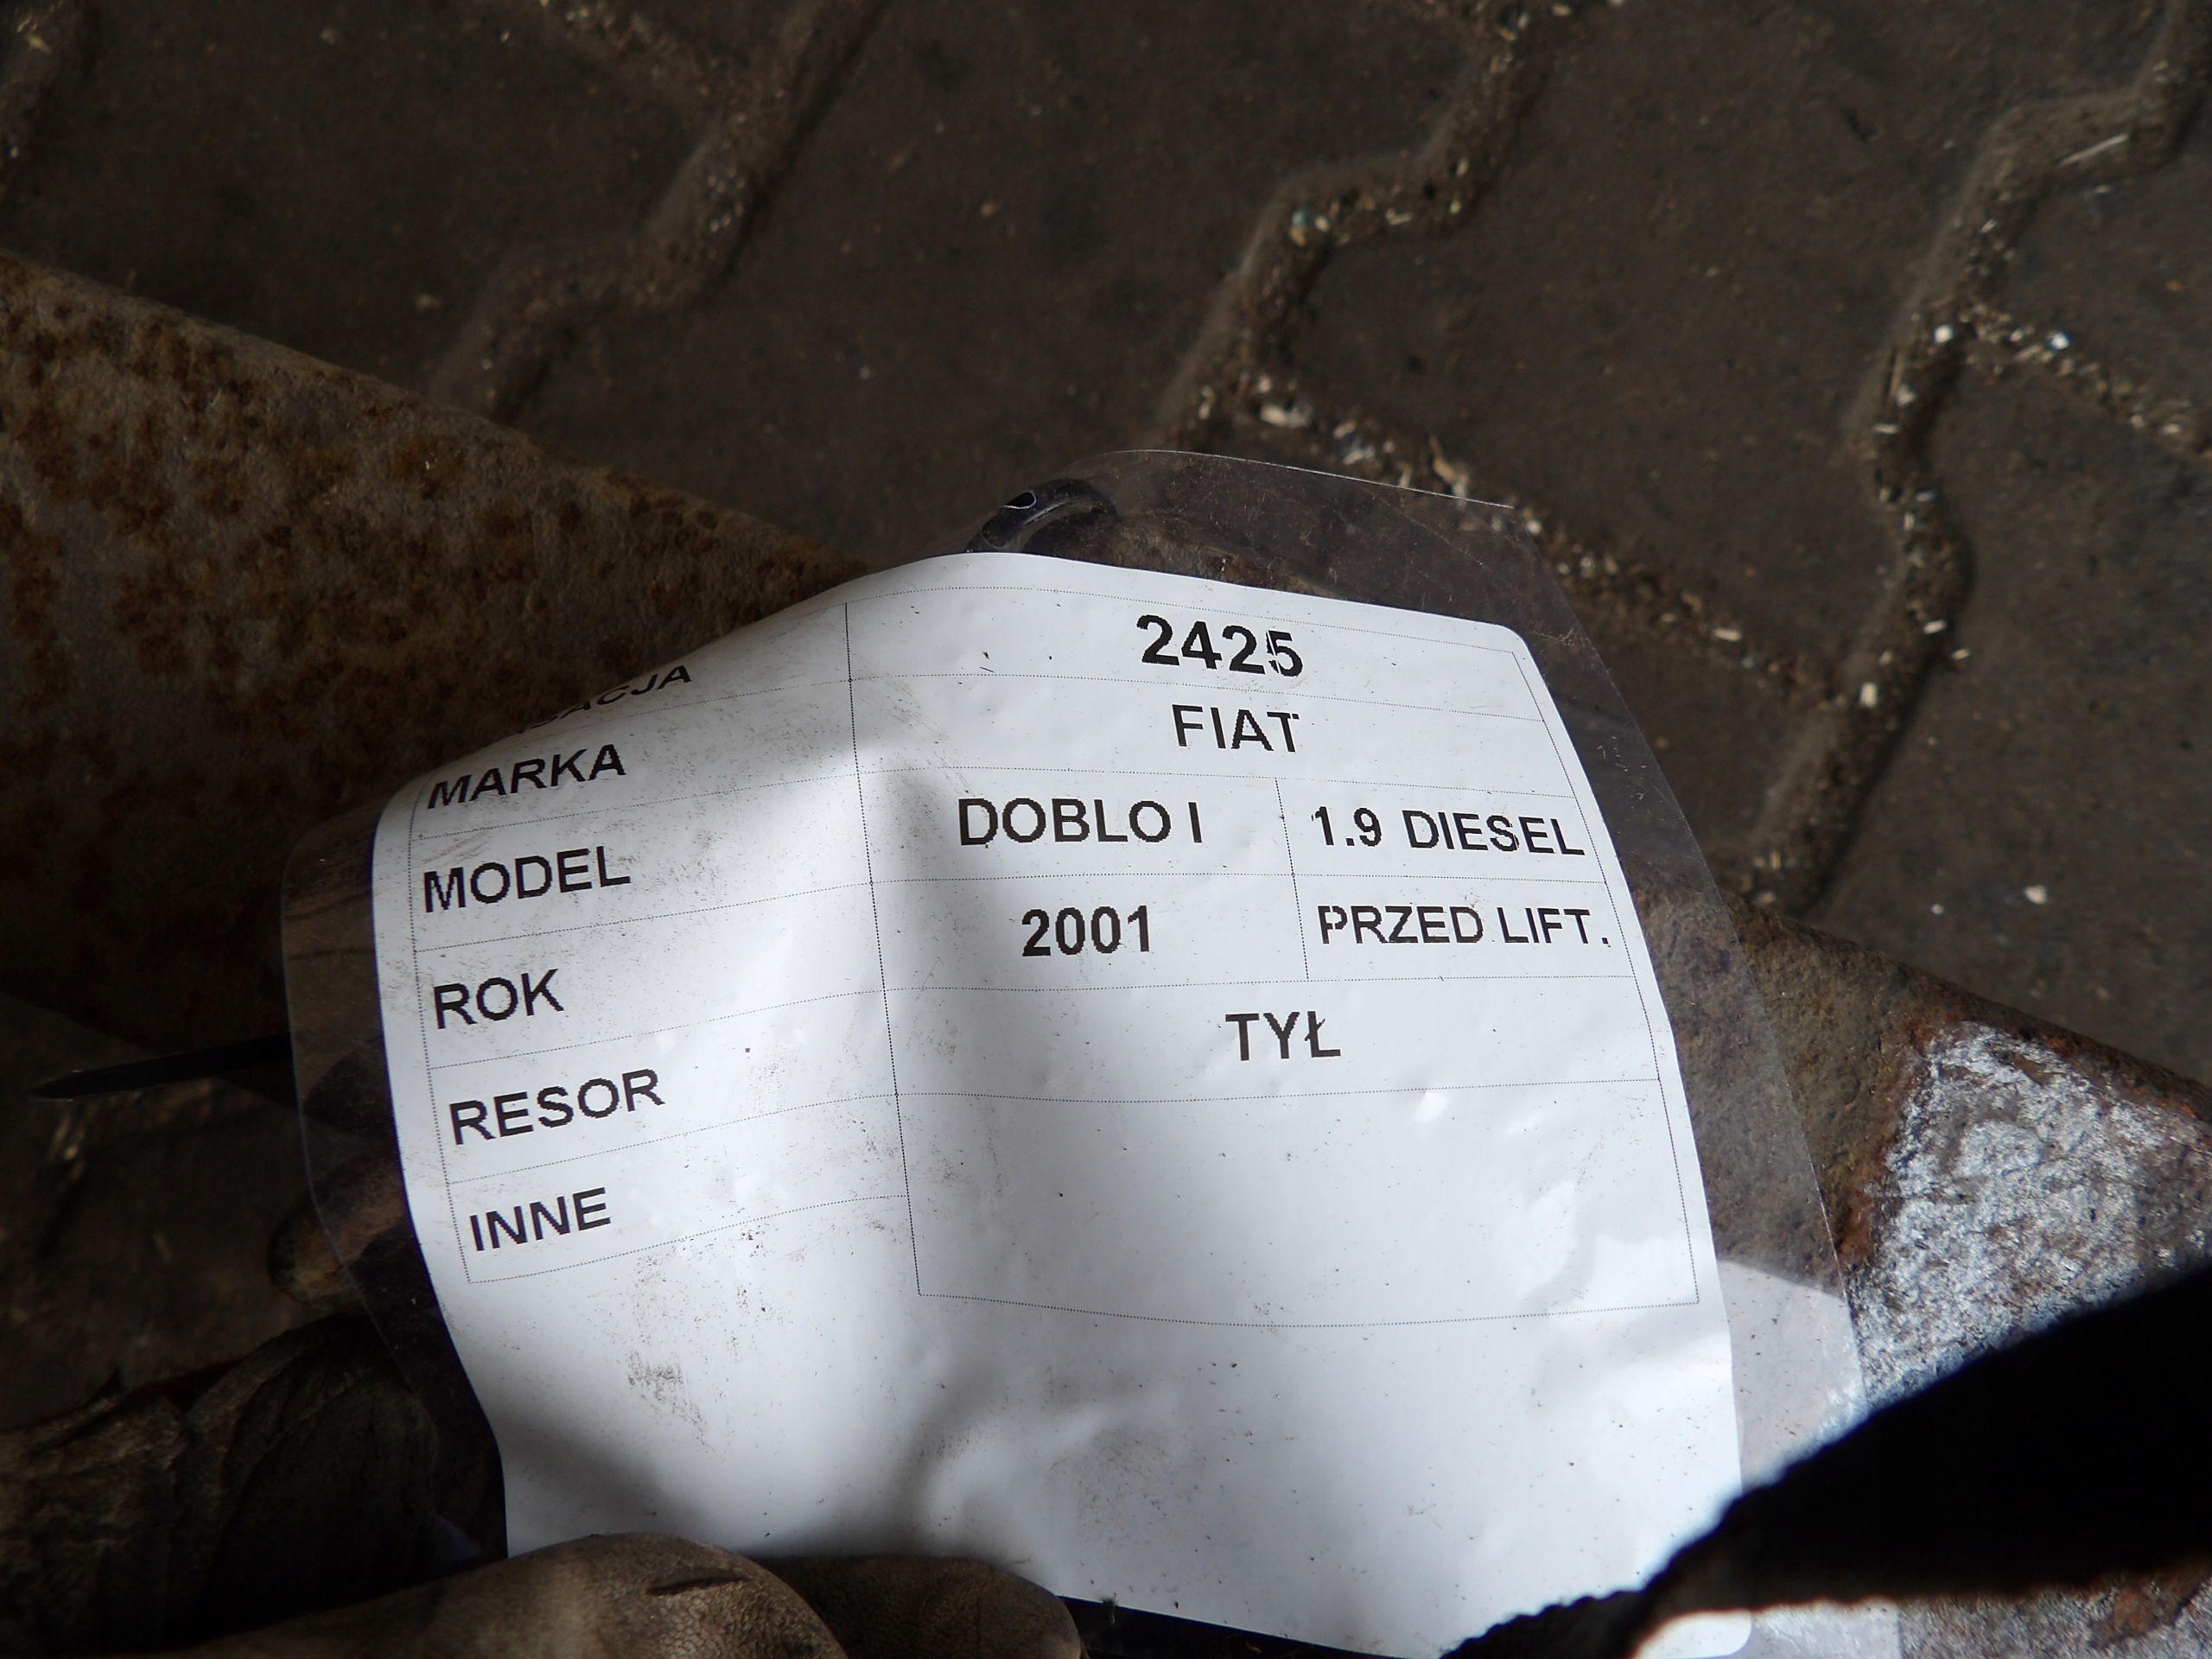 2425
MARKA FIAT
MODEL DOBLO I 1.9 DIESEL
ROK 2001 PRZED LIFT.
RESOR TYŁ
INNE